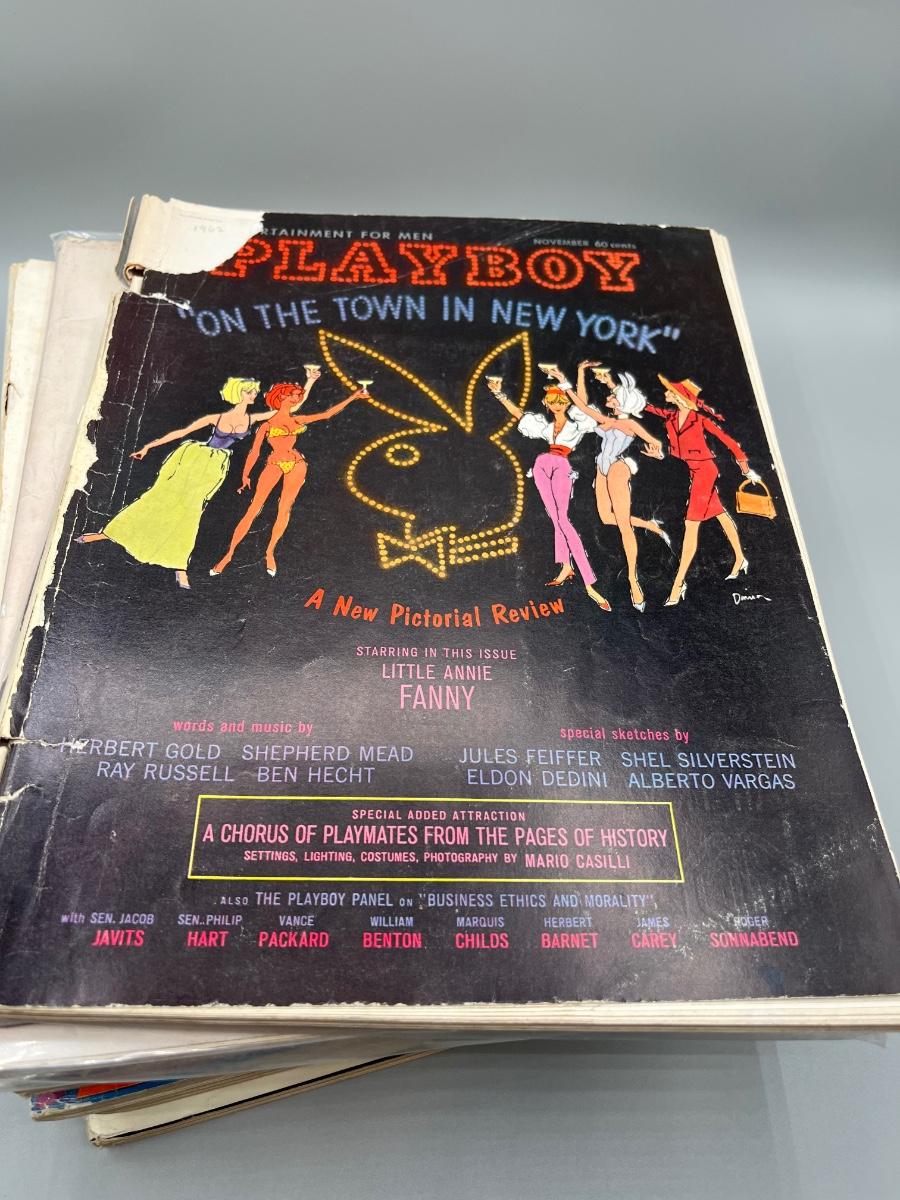 1962
RTAINMENT FOR MEN
NOVEMBER 60 cents
PLAYBOY
"ON THE TOWN IN NEW YORK"
A New Pictorial Review
STARRING IN THIS ISSUE
LITTLE ANNIE
FANNY
words and music by
HERBERT GOLD SHEPHERD MEAD
RAY RUSSELL BEN HECHT
special sketches by
JULES FEIFFER SHEL SILVERSTEIN
ELDON DEDINI ALBERTO VARGAS
SPECIAL ADDED ATTRACTION
A CHORUS OF PLAYMATES FROM THE PAGES OF HISTORY
SETTINGS, LIGHTING, COSTUMES, PHOTOGRAPHY BY MARIO CASILLI
ALSO THE PLAYBOY PANEL ON "BUSINESS ETHICS AND MORALITY"
with SEN. JACOB SEN. PHILIP VANCE WILLIAM MARQUIS HERBERT JAMES ROGER
JAVITS HART PACKARD BENTON CHILDS BARNET CAREY SONNABEND